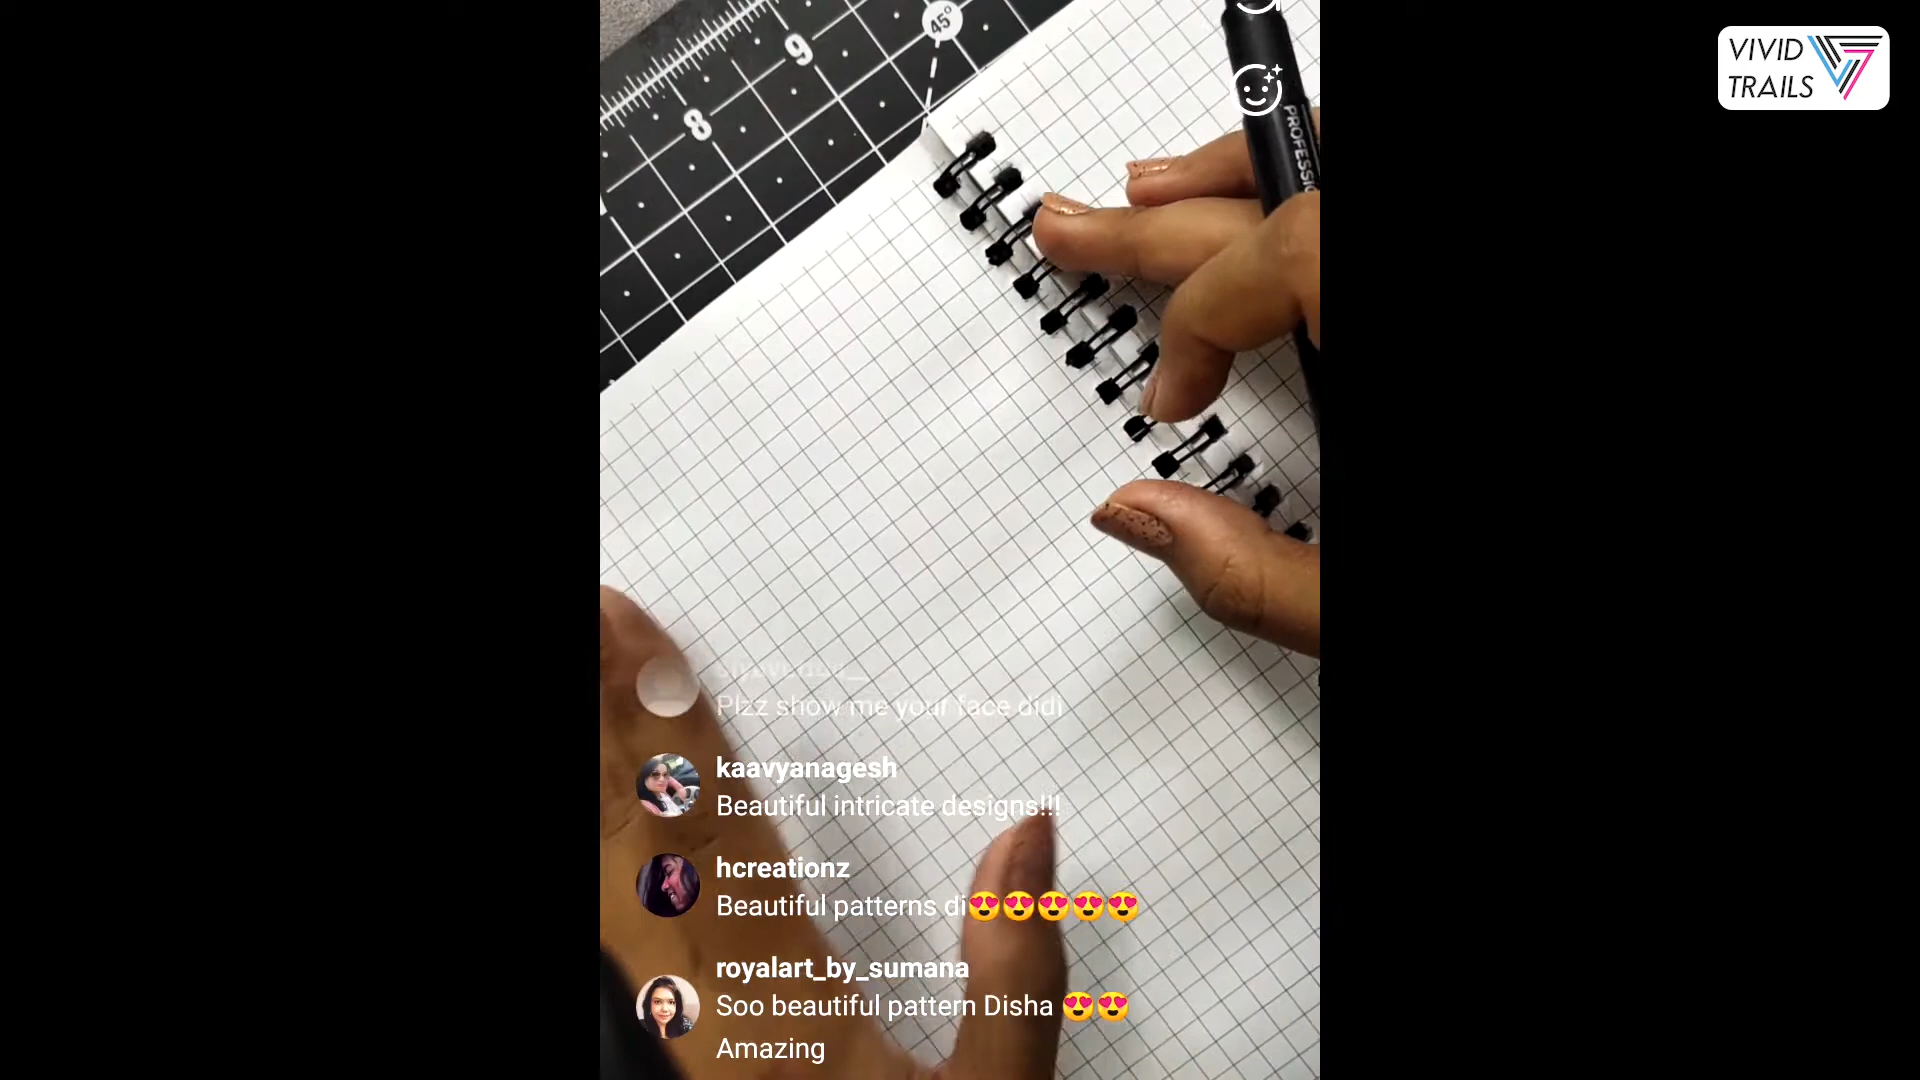 9
45°
8
VIVID
TRAILS
Plzz show me your face didi
kaavyanagesh
Beautiful intricate designs!!!
hcreationz
Beautiful patterns di😍😍😍😍😍
royalart_by_sumana
Soo beautiful pattern Disha 😍😍
Amazing